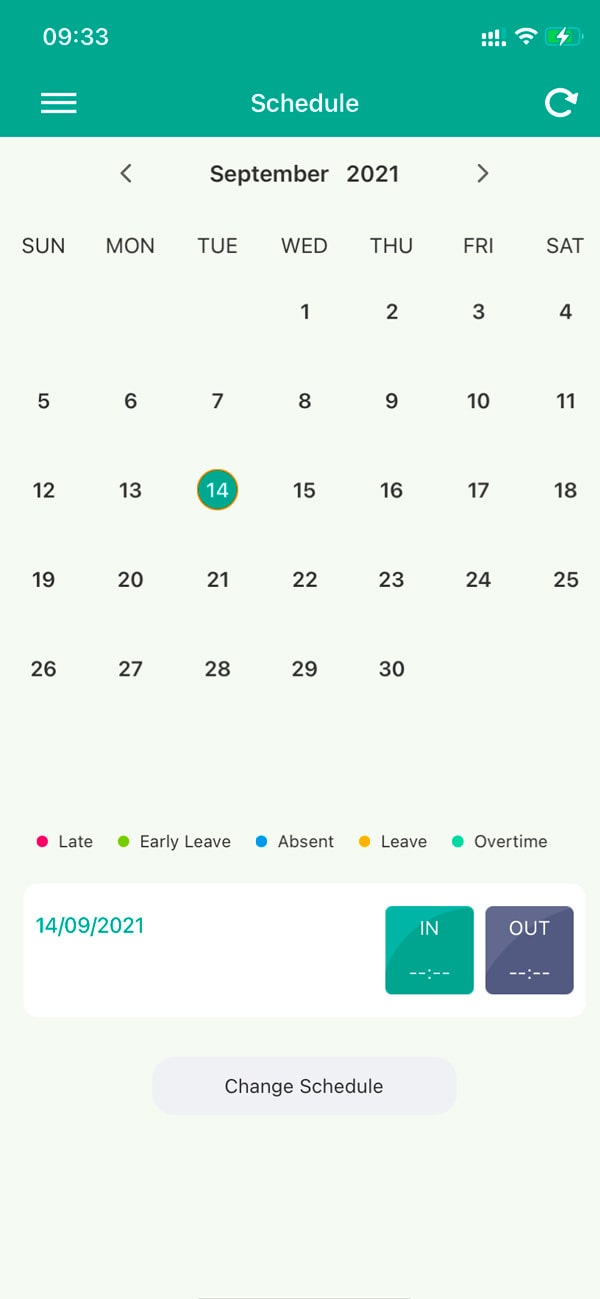 09:33
Schedule
September 2021
SUN MON TUE WED THU FRI SAT
1 2 3 4
5 6 7 8 9 10 11
12 13 14 15 16 17 18
19 20 21 22 23 24 25
26 27 28 29 30
Late Early Leave Absent Leave Overtime
14/09/2021 IN OUT
--:-- --:--
Change Schedule